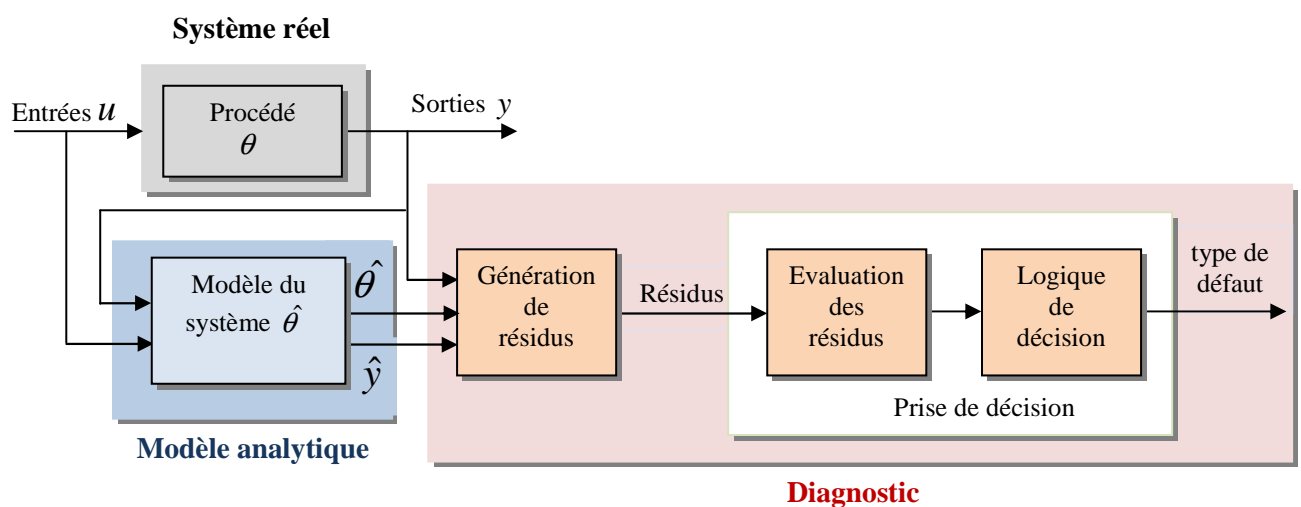 Système réel
Entrées u
Procédé
θ
Sorties y
Modèle du
système θ̂
θ̂
ŷ
Modèle analytique
Génération
de
résidus
Résidus
Evaluation
des
résidus
Logique
de
décision
Prise de décision
type de
défaut
Diagnostic